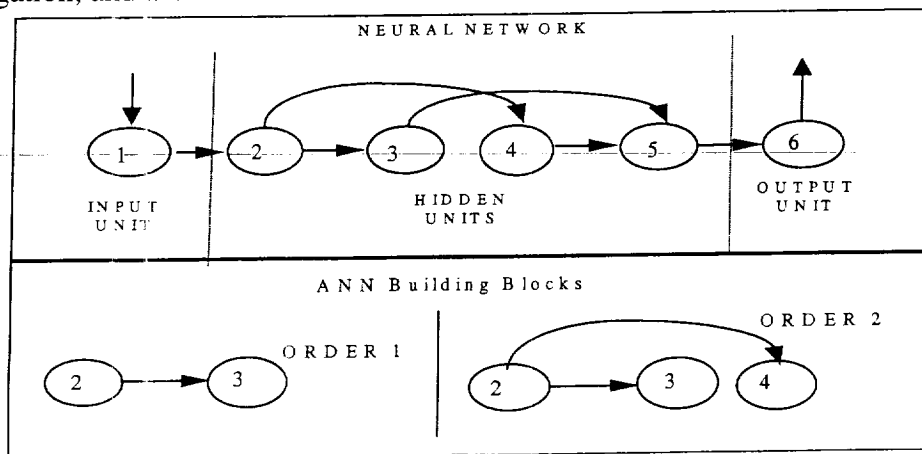 NEURAL NETWORK
1 2 3 4 5 6
INPUT UNIT
HIDDEN UNITS
OUTPUT UNIT
ANN Building Blocks
ORDER 1
2 3
ORDER 2
2 3 4